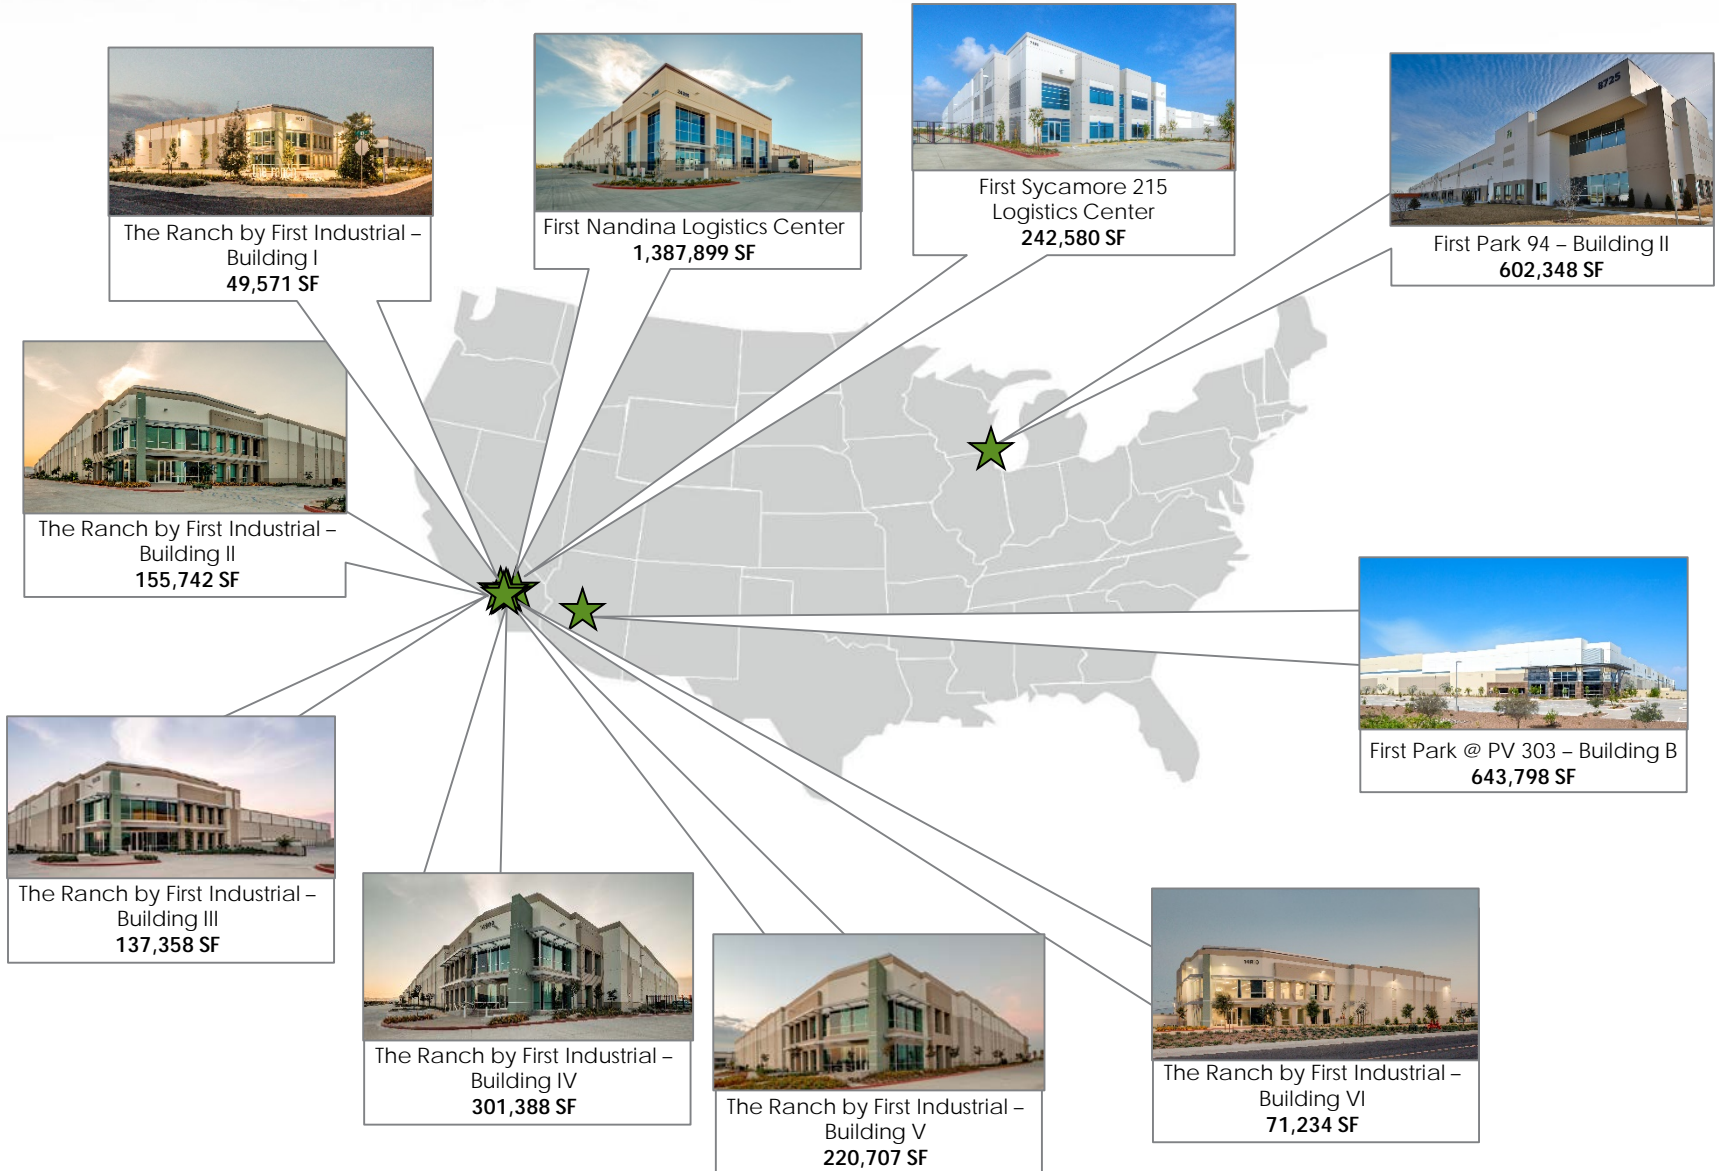 The Ranch by First Industrial –
Building I
49,571 SF
First Nandina Logistics Center
1,387,899 SF
First Sycamore 215
Logistics Center
242,580 SF
8725
First Park 94 – Building II
602,348 SF
The Ranch by First Industrial –
Building II
155,742 SF
First Park @ PV 303 – Building B
643,798 SF
The Ranch by First Industrial –
Building III
137,358 SF
The Ranch by First Industrial –
Building IV
301,388 SF
The Ranch by First Industrial –
Building V
220,707 SF
The Ranch by First Industrial –
Building VI
71,234 SF